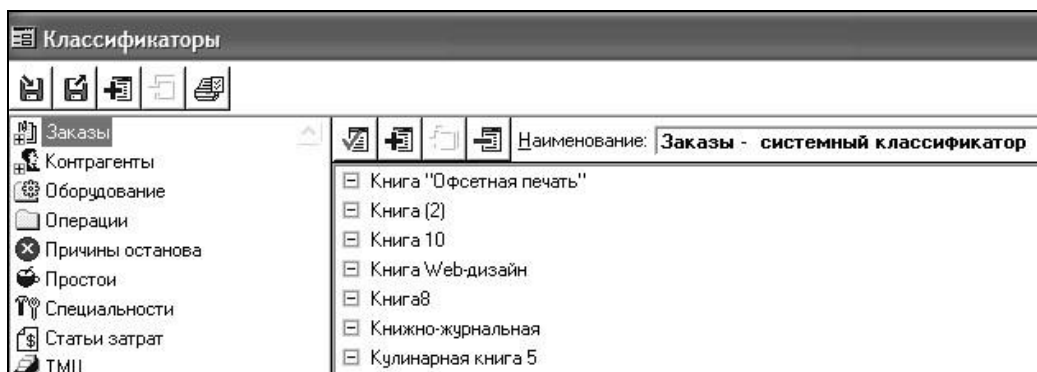 Классификаторы
Заказы
Контрагенты
Оборудование
Операции
Причины останова
Простои
Специальности
Статьи затрат
ТМЦ
Наименование: Заказы - системный классификатор
Книга "Офсетная печать"
Книга (2)
Книга 10
Книга Web-дизайн
Книга8
Книжно-журнальная
Кулинарная книга 5